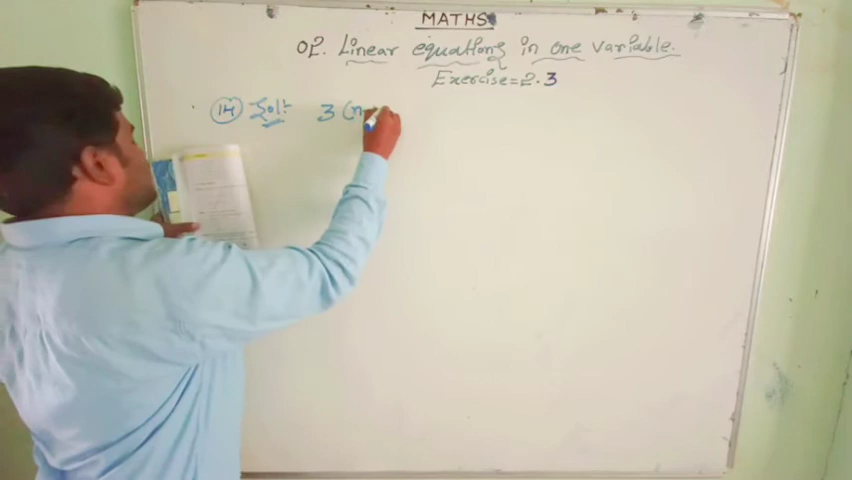 MATHS
02. Linear equations in one variable.
Exercise=2.3
14 Sol:- 3 (n